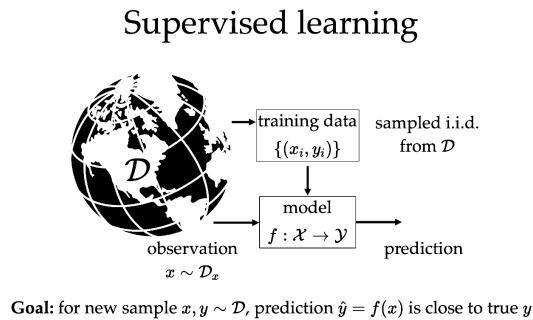 Supervised learning
𝒟
training data
{(xᵢ, yᵢ)}
sampled i.i.d.
from 𝒟
model
f : 𝒳 → 𝒴
observation
x ∼ 𝒟ₓ
prediction
Goal: for new sample x, y ∼ 𝒟, prediction ŷ = f(x) is close to true y